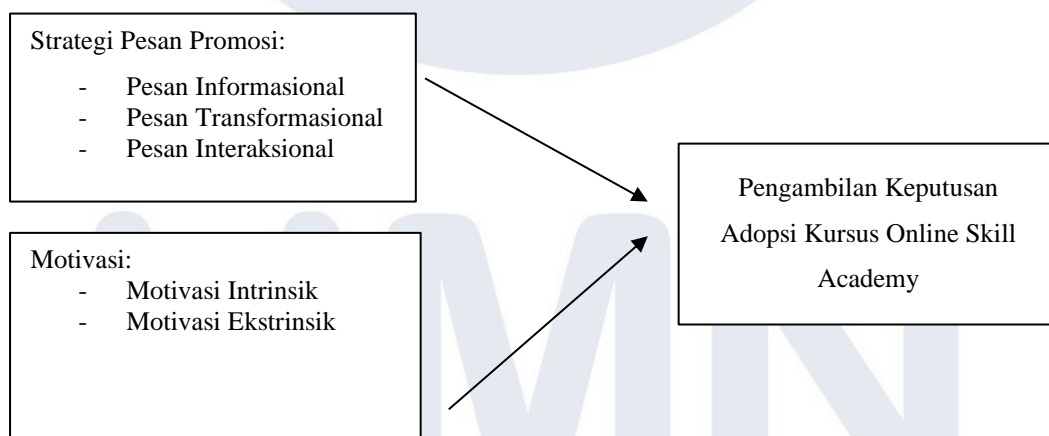 Strategi Pesan Promosi:
- Pesan Informasional
- Pesan Transformasional
- Pesan Interaksional
Motivasi:
- Motivasi Intrinsik
- Motivasi Ekstrinsik
Pengambilan Keputusan
Adopsi Kursus Online Skill
Academy